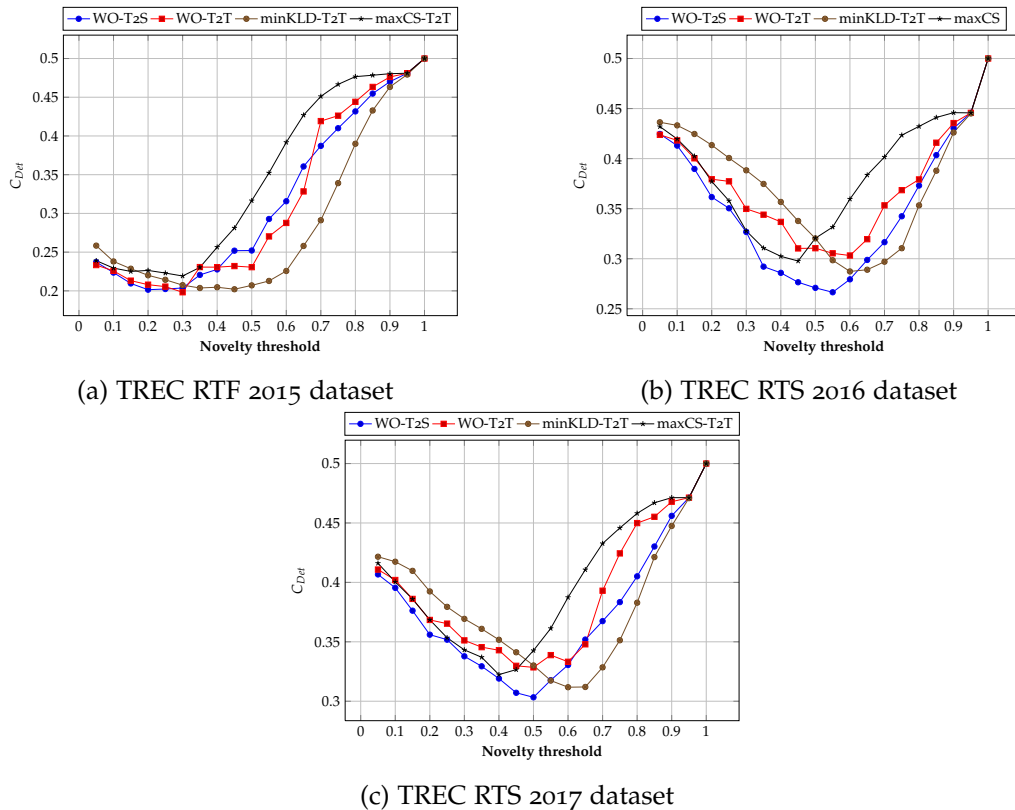 WO-T2S WO-T2T minKLD-T2T maxCS-T2T
0.5
0.45
0.4
0.35
0.3
0.25
0.2
C_Det
0 0.1 0.2 0.3 0.4 0.5 0.6 0.7 0.8 0.9 1
Novelty threshold
(a) TREC RTF 2015 dataset
WO-T2S WO-T2T minKLD-T2T maxCS
0.5
0.45
0.4
0.35
0.3
0.25
C_Det
0 0.1 0.2 0.3 0.4 0.5 0.6 0.7 0.8 0.9 1
Novelty threshold
(b) TREC RTS 2016 dataset
WO-T2S WO-T2T minKLD-T2T maxCS-T2T
0.5
0.45
0.4
0.35
0.3
C_Det
0 0.1 0.2 0.3 0.4 0.5 0.6 0.7 0.8 0.9 1
Novelty threshold
(c) TREC RTS 2017 dataset